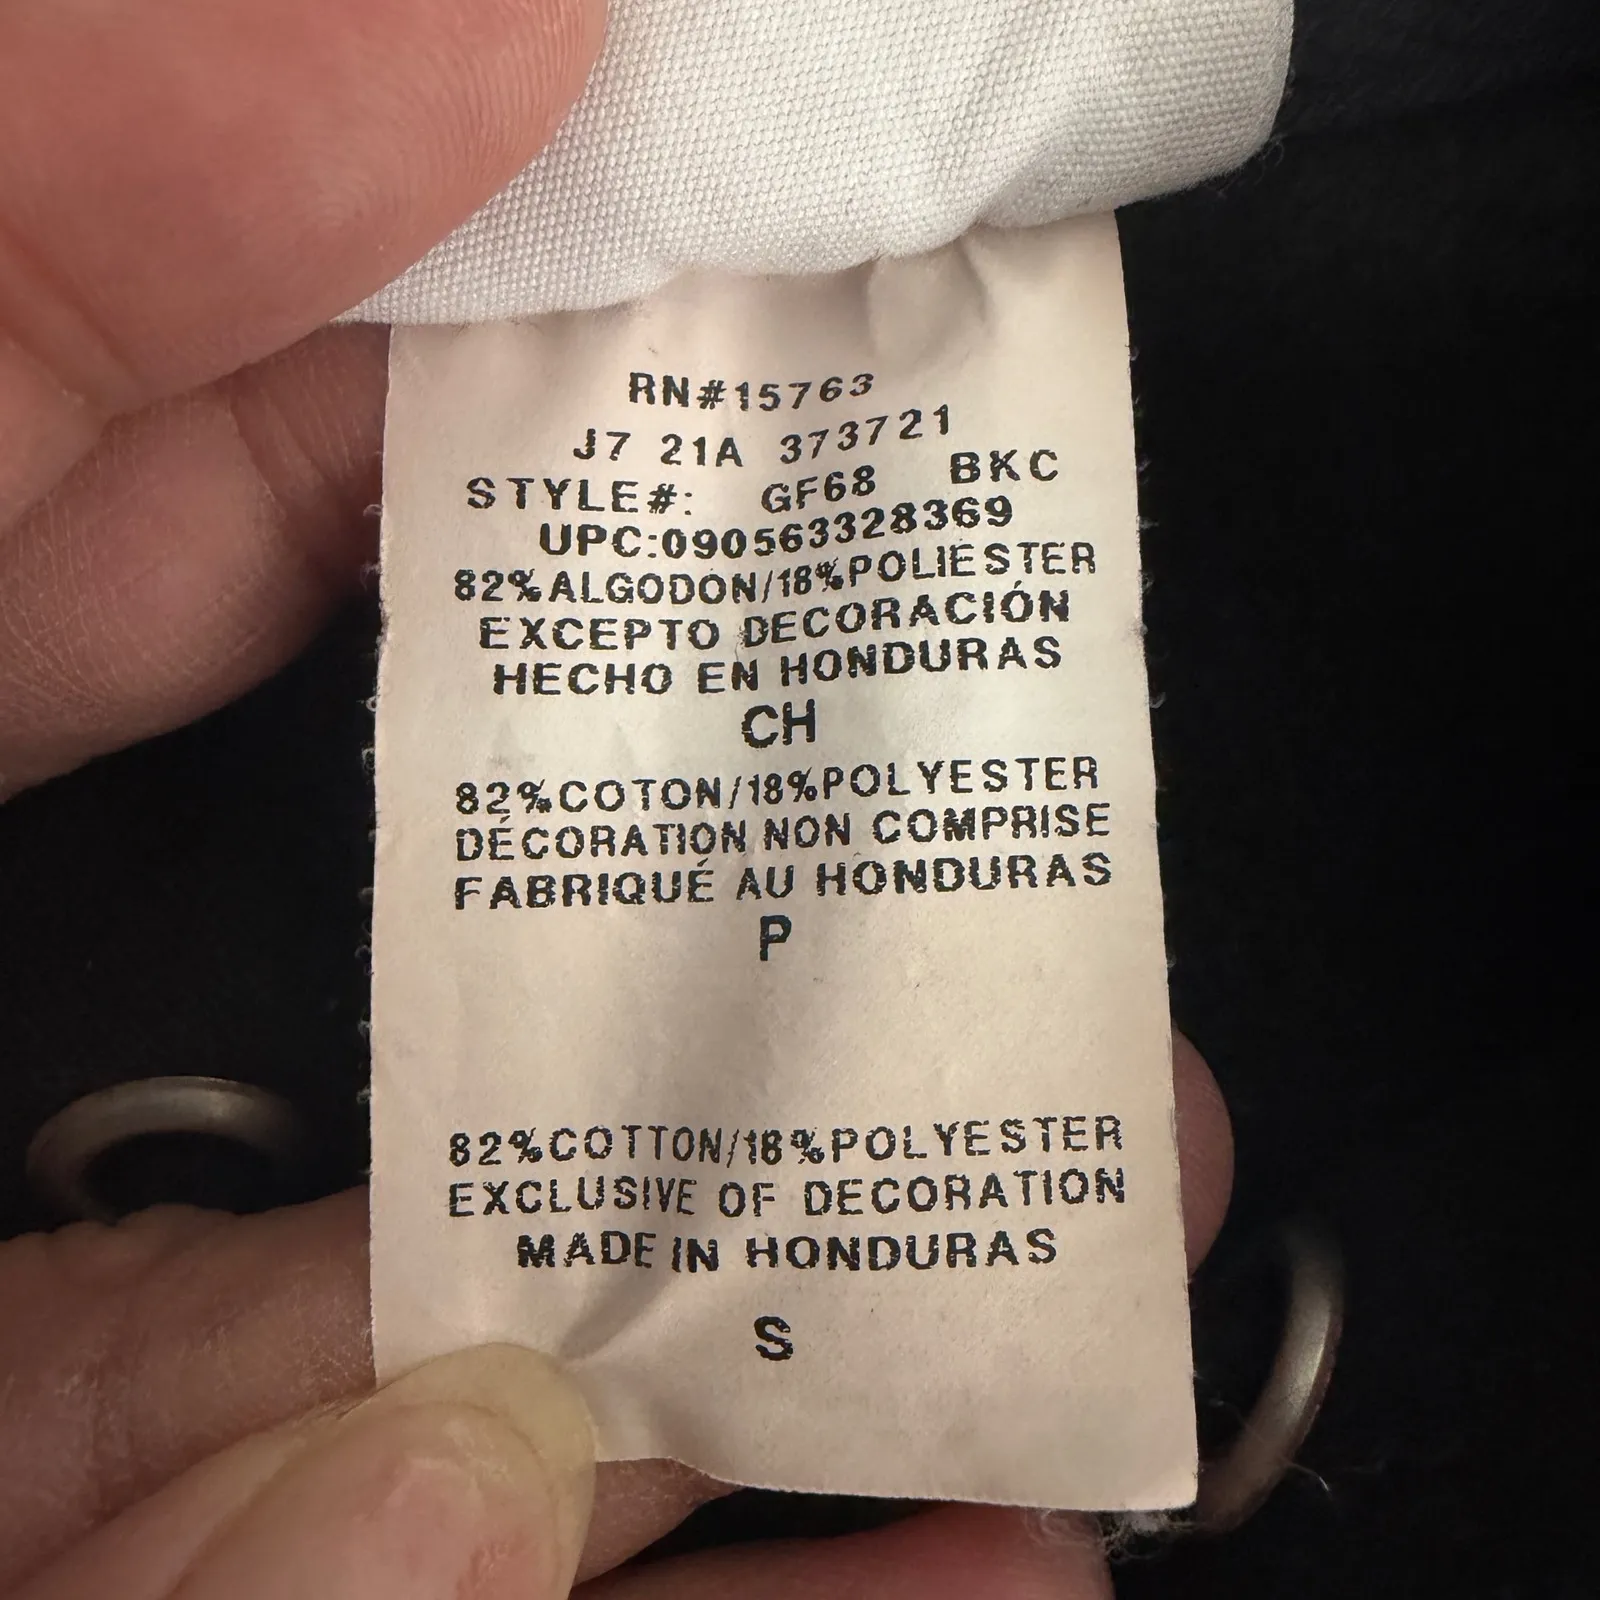 RN#15763
J7 21A 373721
STYLE#: GF68 BKC
UPC:090563328369
82%ALGODON/18%POLIESTER
EXCEPTO DECORACIÓN
HECHO EN HONDURAS
CH
82%COTON/18%POLYESTER
DÉCORATION NON COMPRISE
FABRIQUÉ AU HONDURAS
P
82%COTTON/18%POLYESTER
EXCLUSIVE OF DECORATION
MADE IN HONDURAS
S